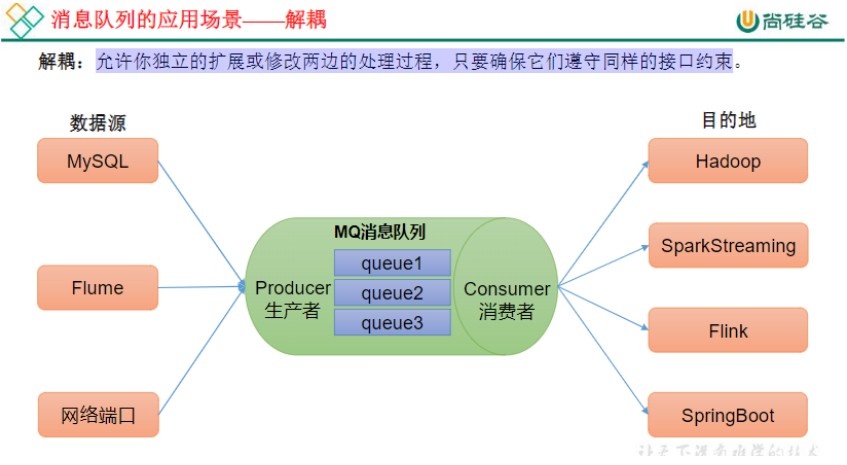 消息队列的应用场景——解耦
尚硅谷
解耦：允许你独立的扩展或修改两边的处理过程，只要确保它们遵守同样的接口约束。
数据源
目的地
MySQL
Hadoop
MQ消息队列
SparkStreaming
queue1
Flume
Producer
queue2
Consumer
生产者
消费者
queue3
Flink
网络端口
SpringBoot
让天下没有难学的技术